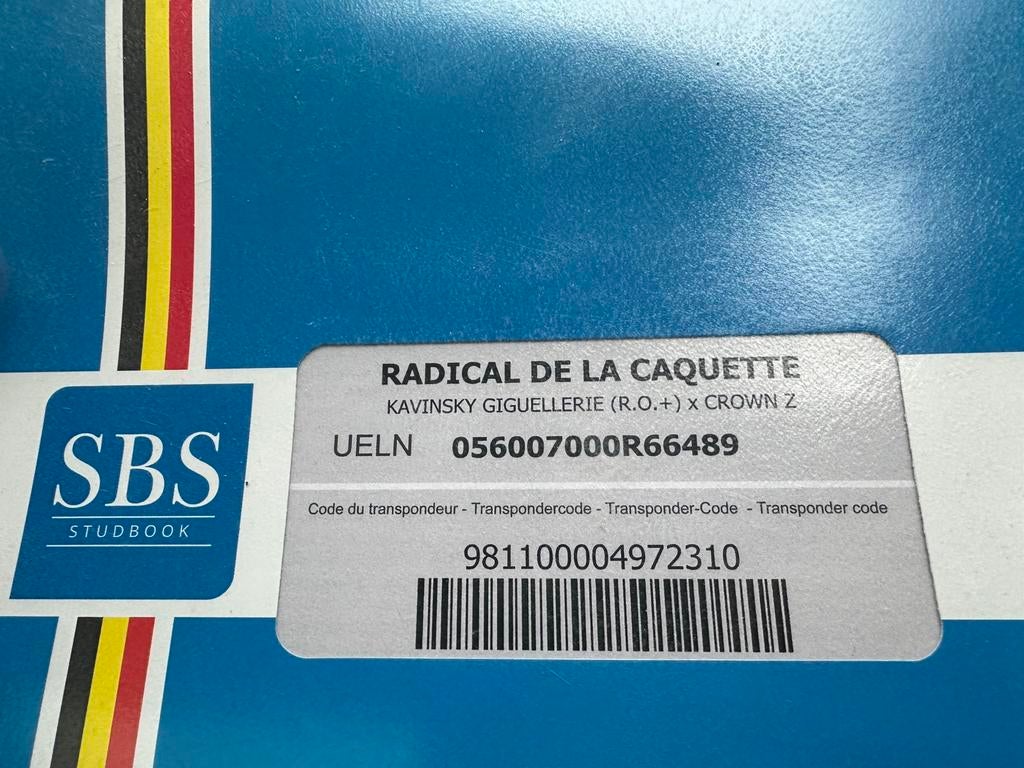 RADICAL DE LA CAQUETTE
KAVINSKY GIGUELLERIE (R.O.+) x CROWN Z
UELN 056007000R66489
Code du transpondeur - Transpondercode - Transponder-Code - Transponder code
981100004972310
SBS
STUDBOOK